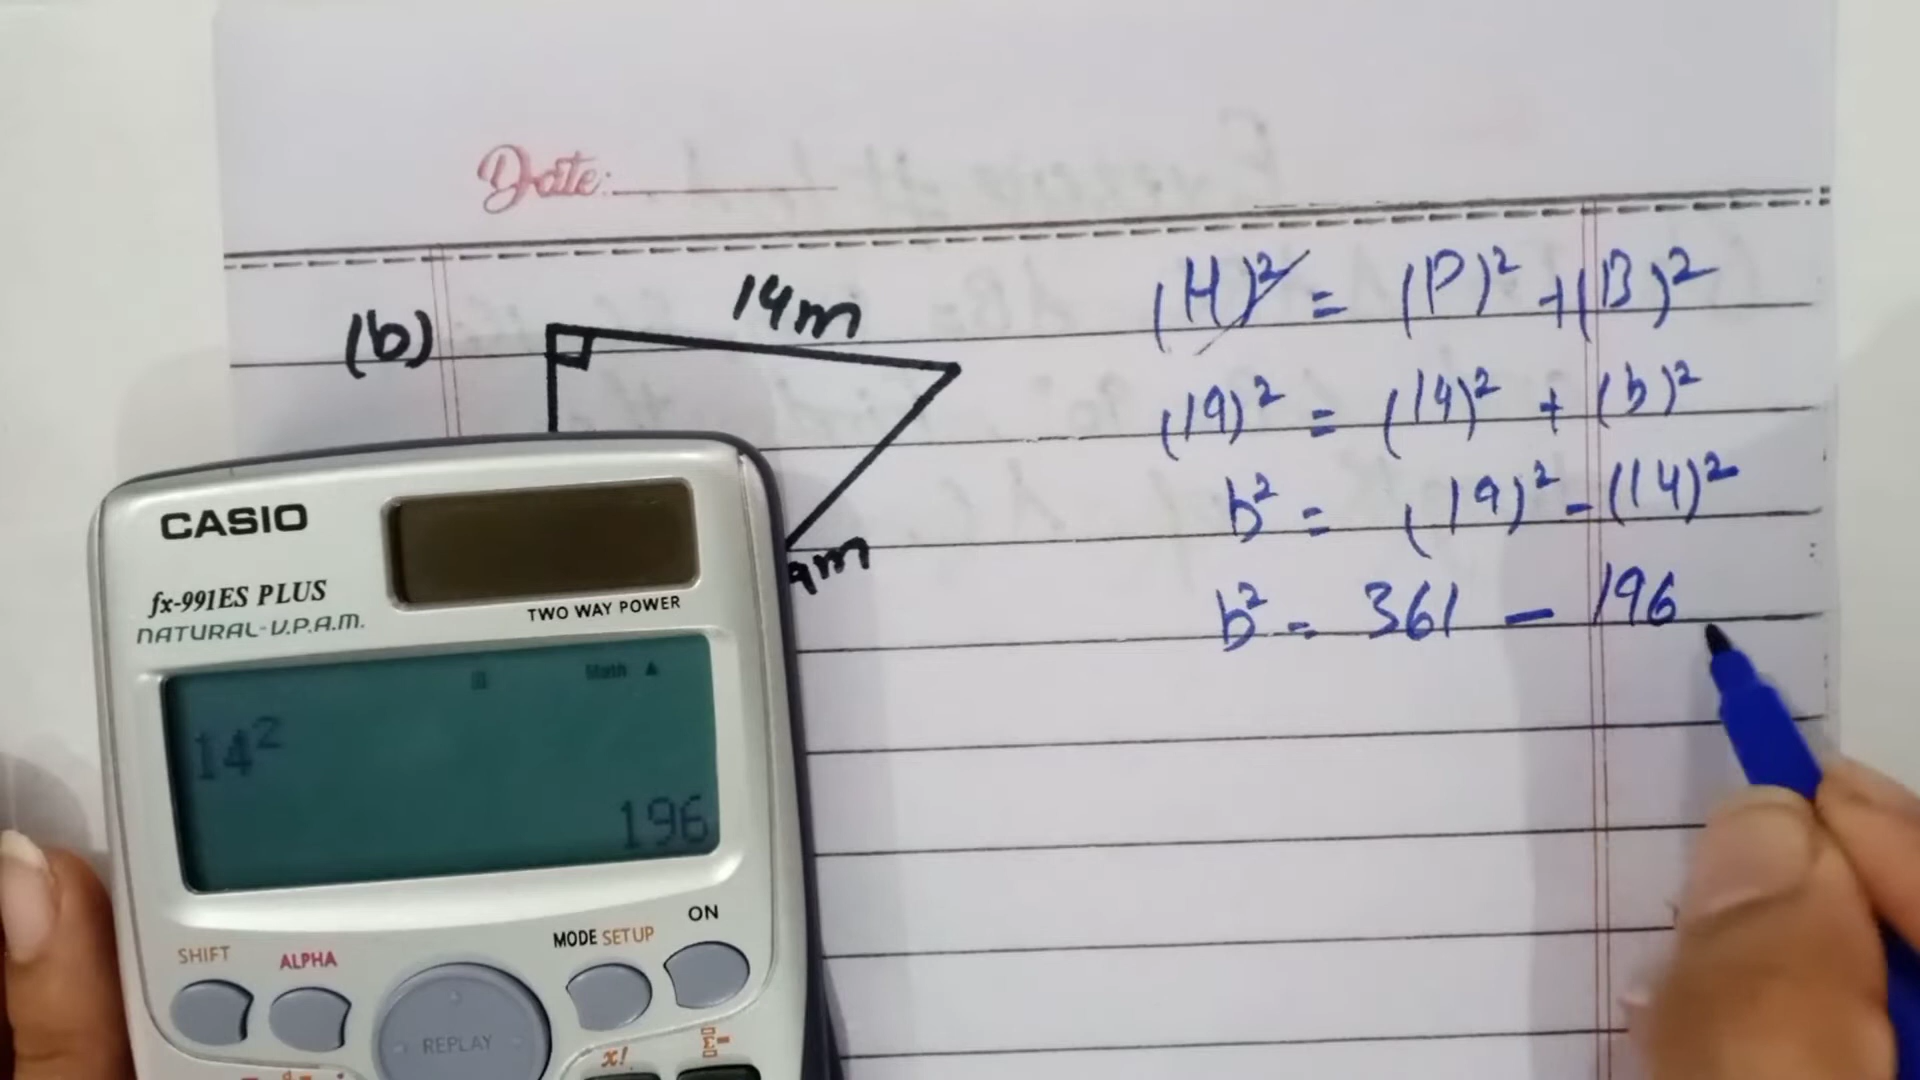 Date:
(b)
14m
9m
(H)² = (P)² + (B)²
(19)² = (14)² + (b)²
b² = (19)² - (14)²
b² = 361 - 196
CASIO
fx-991ES PLUS
NATURAL-V.P.A.M.
TWO WAY POWER
Math ▲
14²
196
SHIFT
ALPHA
MODE SETUP
ON
REPLAY
x!